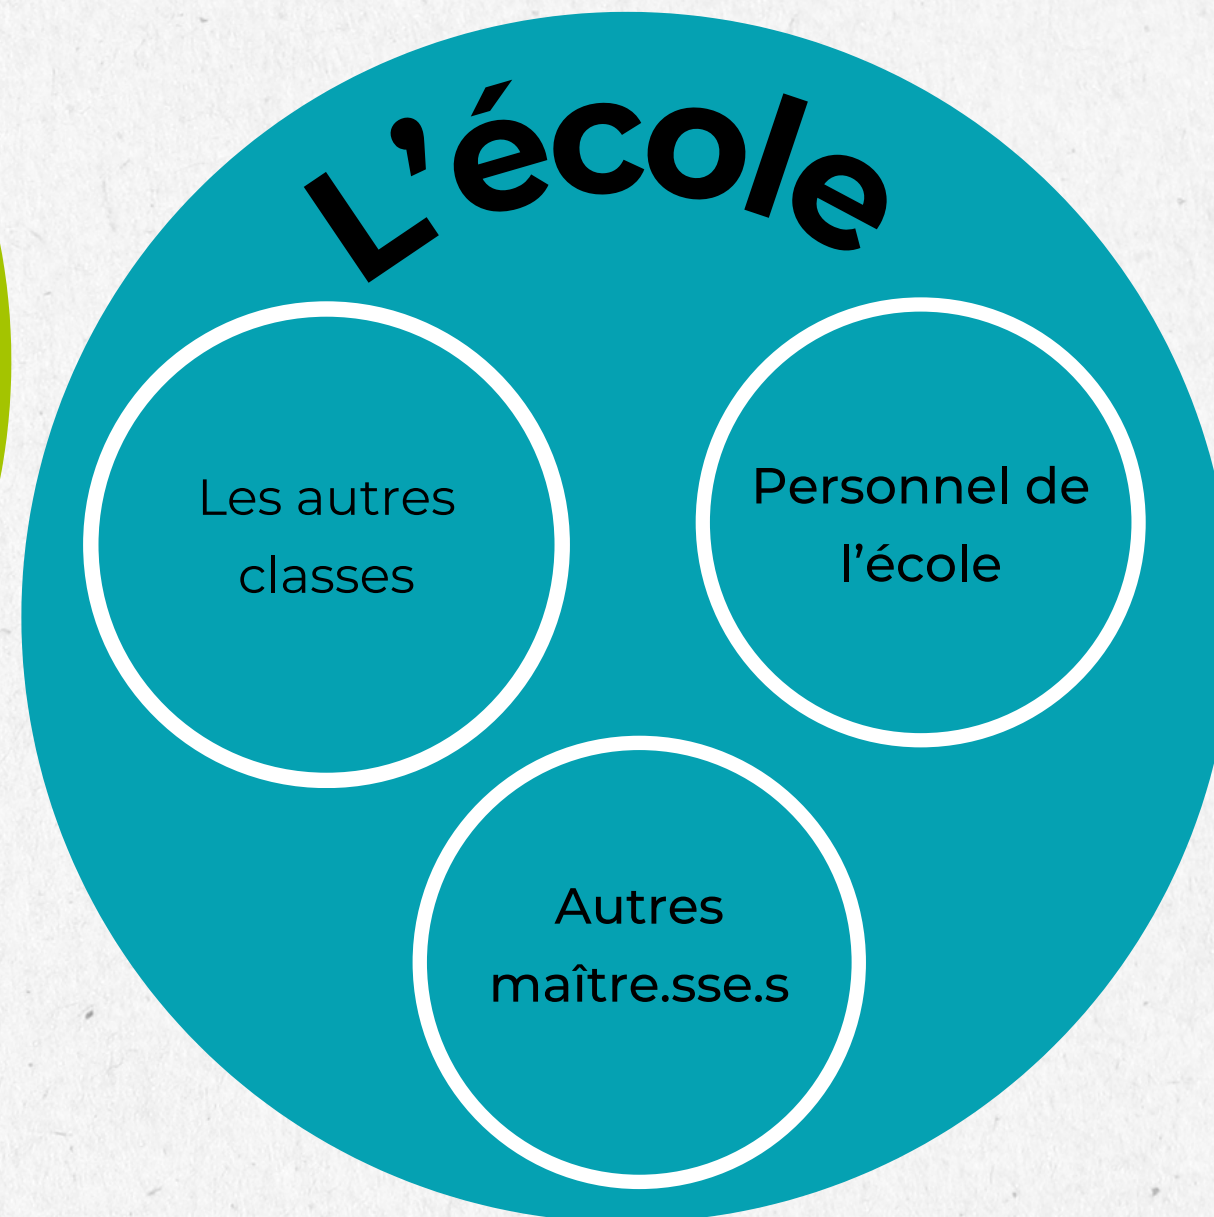 L’école
Les autres
classes
Personnel de
l’école
Autres
maître.sse.s